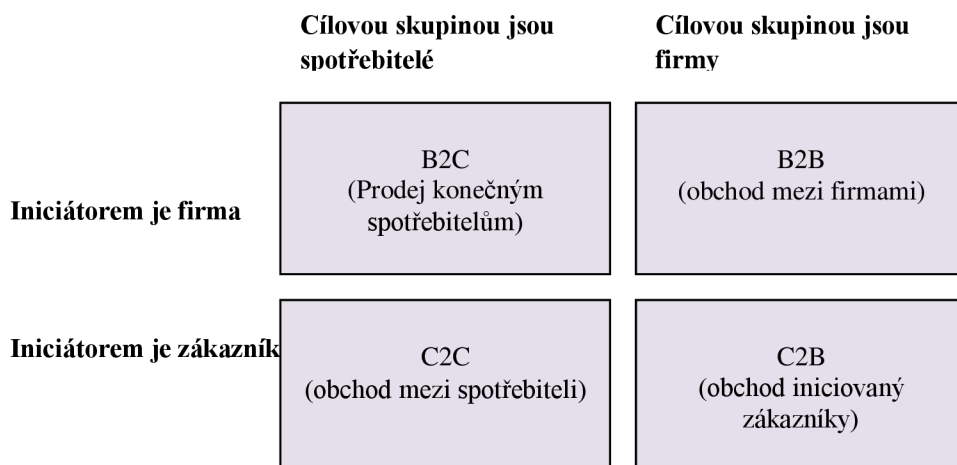 Cílovou skupinou jsou
spotřebitelé
Cílovou skupinou jsou
firmy
Iniciátorem je firma
B2C
(Prodej konečným
spotřebitelům)
B2B
(obchod mezi firmami)
Iniciátorem je zákazník
C2C
(obchod mezi spotřebiteli)
C2B
(obchod iniciovaný
zákazníky)